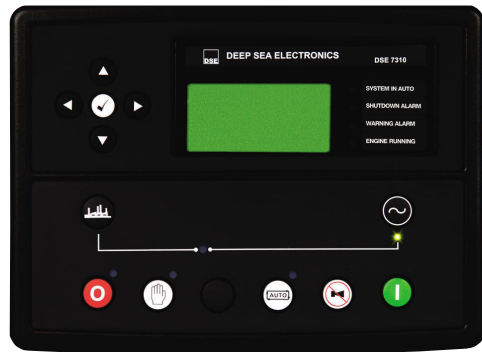 DSE
DEEP SEA ELECTRONICS
DSE 7310
SYSTEM IN AUTO
SHUTDOWN ALARM
WARNING ALARM
ENGINE RUNNING
O
AUTO
I